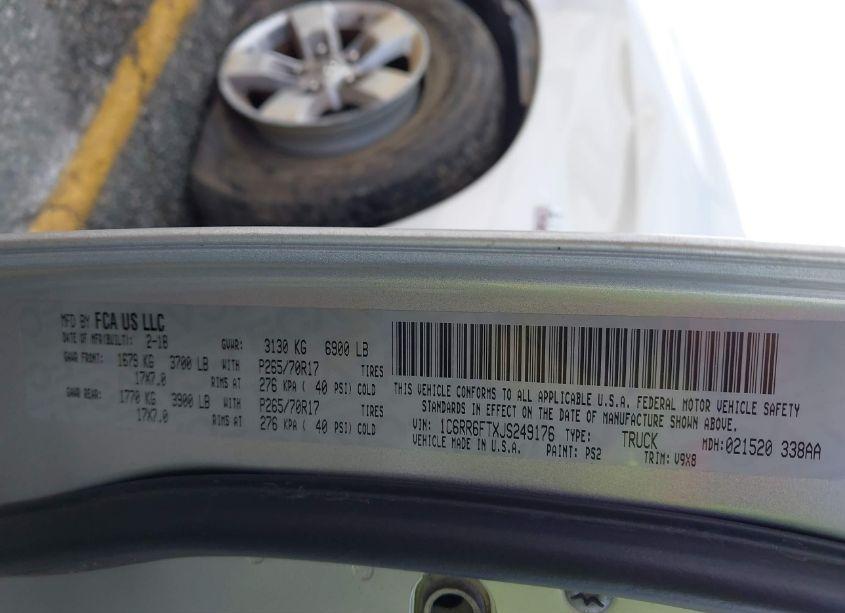 MFD BY FCA US LLC
DATE OF MFR(BUILT): 2-18 GVWR: 3130 KG 6900 LB
GAWR FRONT: 1679 KG 3700 LB WITH P265/70R17 TIRES
17X7.0 RIMS AT 276 KPA ( 40 PSI) COLD
GAWR REAR: 1770 KG 3900 LB WITH P265/70R17 TIRES
17X7.0 RIMS AT 276 KPA ( 40 PSI) COLD
THIS VEHICLE CONFORMS TO ALL APPLICABLE U.S.A. FEDERAL MOTOR VEHICLE SAFETY
STANDARDS IN EFFECT ON THE DATE OF MANUFACTURE SHOWN ABOVE.
VIN: 1C6RR6FTXJS249176 TYPE: TRUCK MDH:021520 338AA
VEHICLE MADE IN U.S.A. PAINT: PS2 TRIM: V9X8